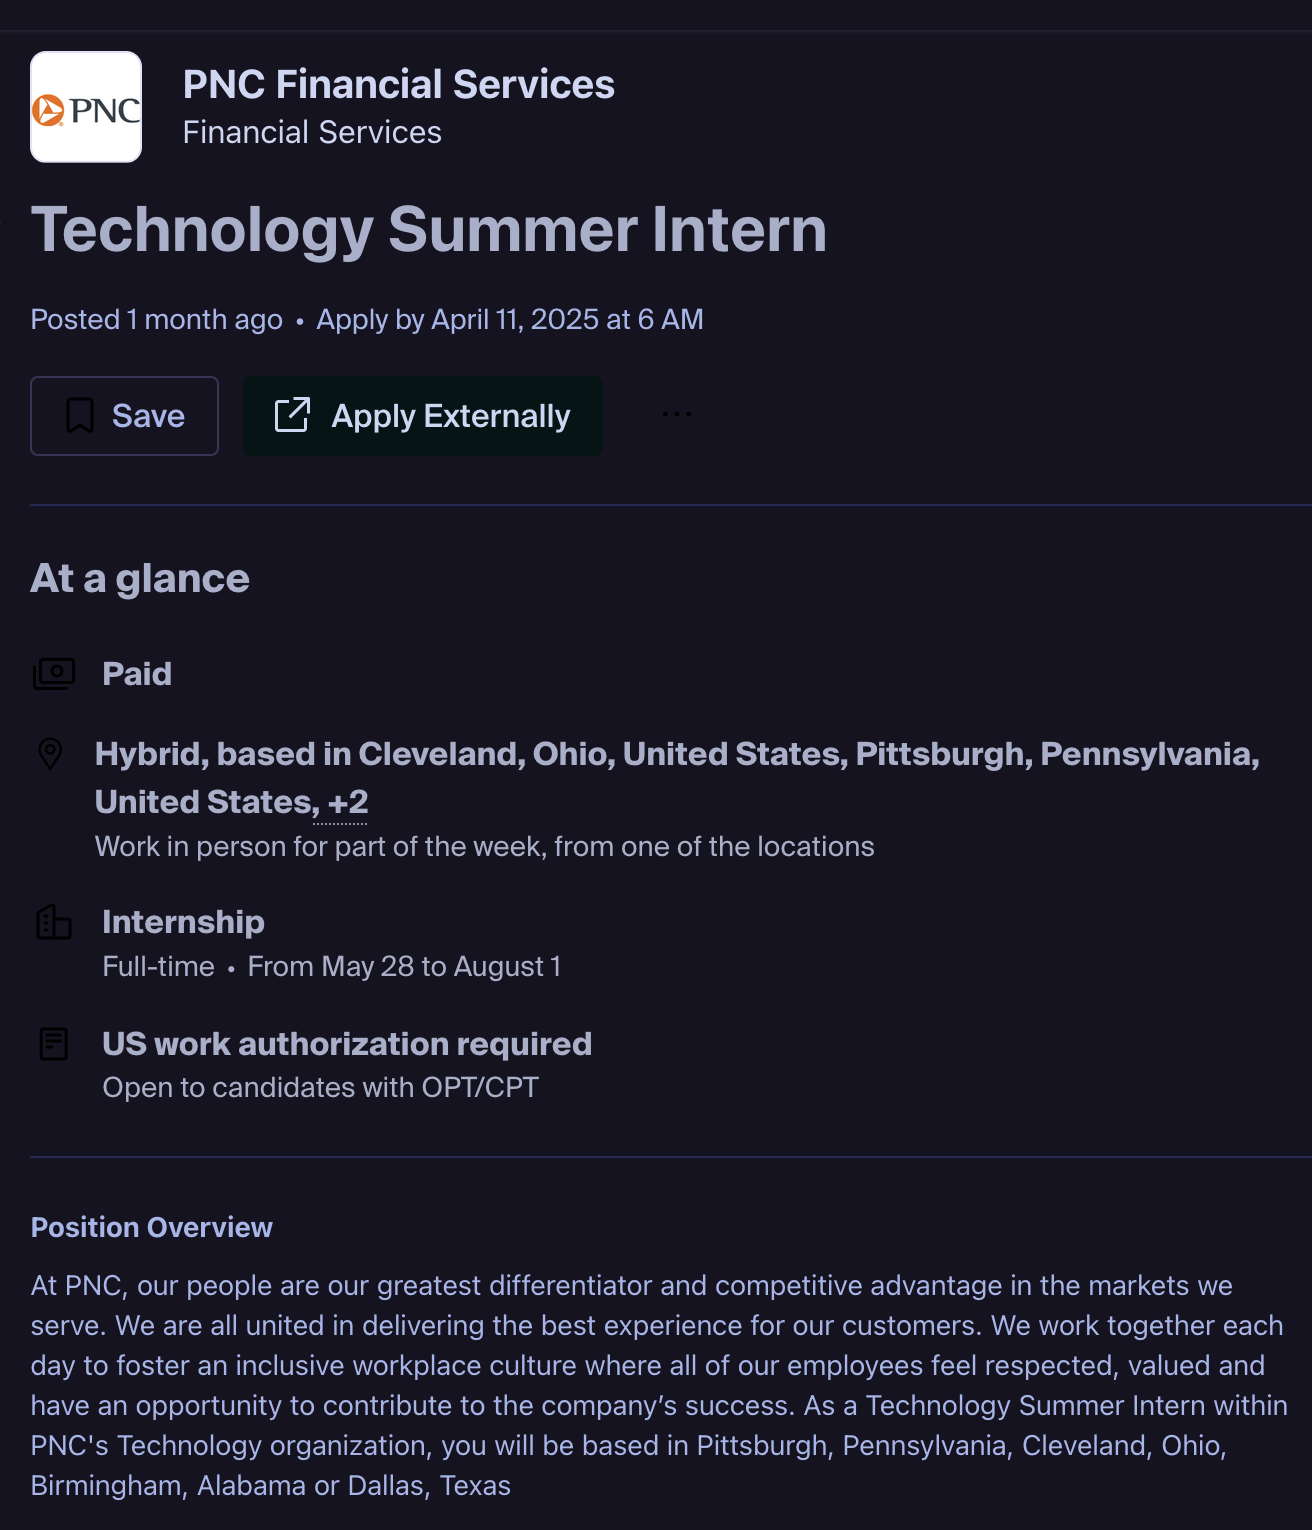 PNC
PNC Financial Services
Financial Services
Technology Summer Intern
Posted 1 month ago • Apply by April 11, 2025 at 6 AM
Save
Apply Externally
...
At a glance
Paid
Hybrid, based in Cleveland, Ohio, United States, Pittsburgh, Pennsylvania,
United States, +2
Work in person for part of the week, from one of the locations
Internship
Full-time • From May 28 to August 1
US work authorization required
Open to candidates with OPT/CPT
Position Overview
At PNC, our people are our greatest differentiator and competitive advantage in the markets we
serve. We are all united in delivering the best experience for our customers. We work together each
day to foster an inclusive workplace culture where all of our employees feel respected, valued and
have an opportunity to contribute to the company’s success. As a Technology Summer Intern within
PNC's Technology organization, you will be based in Pittsburgh, Pennsylvania, Cleveland, Ohio,
Birmingham, Alabama or Dallas, Texas